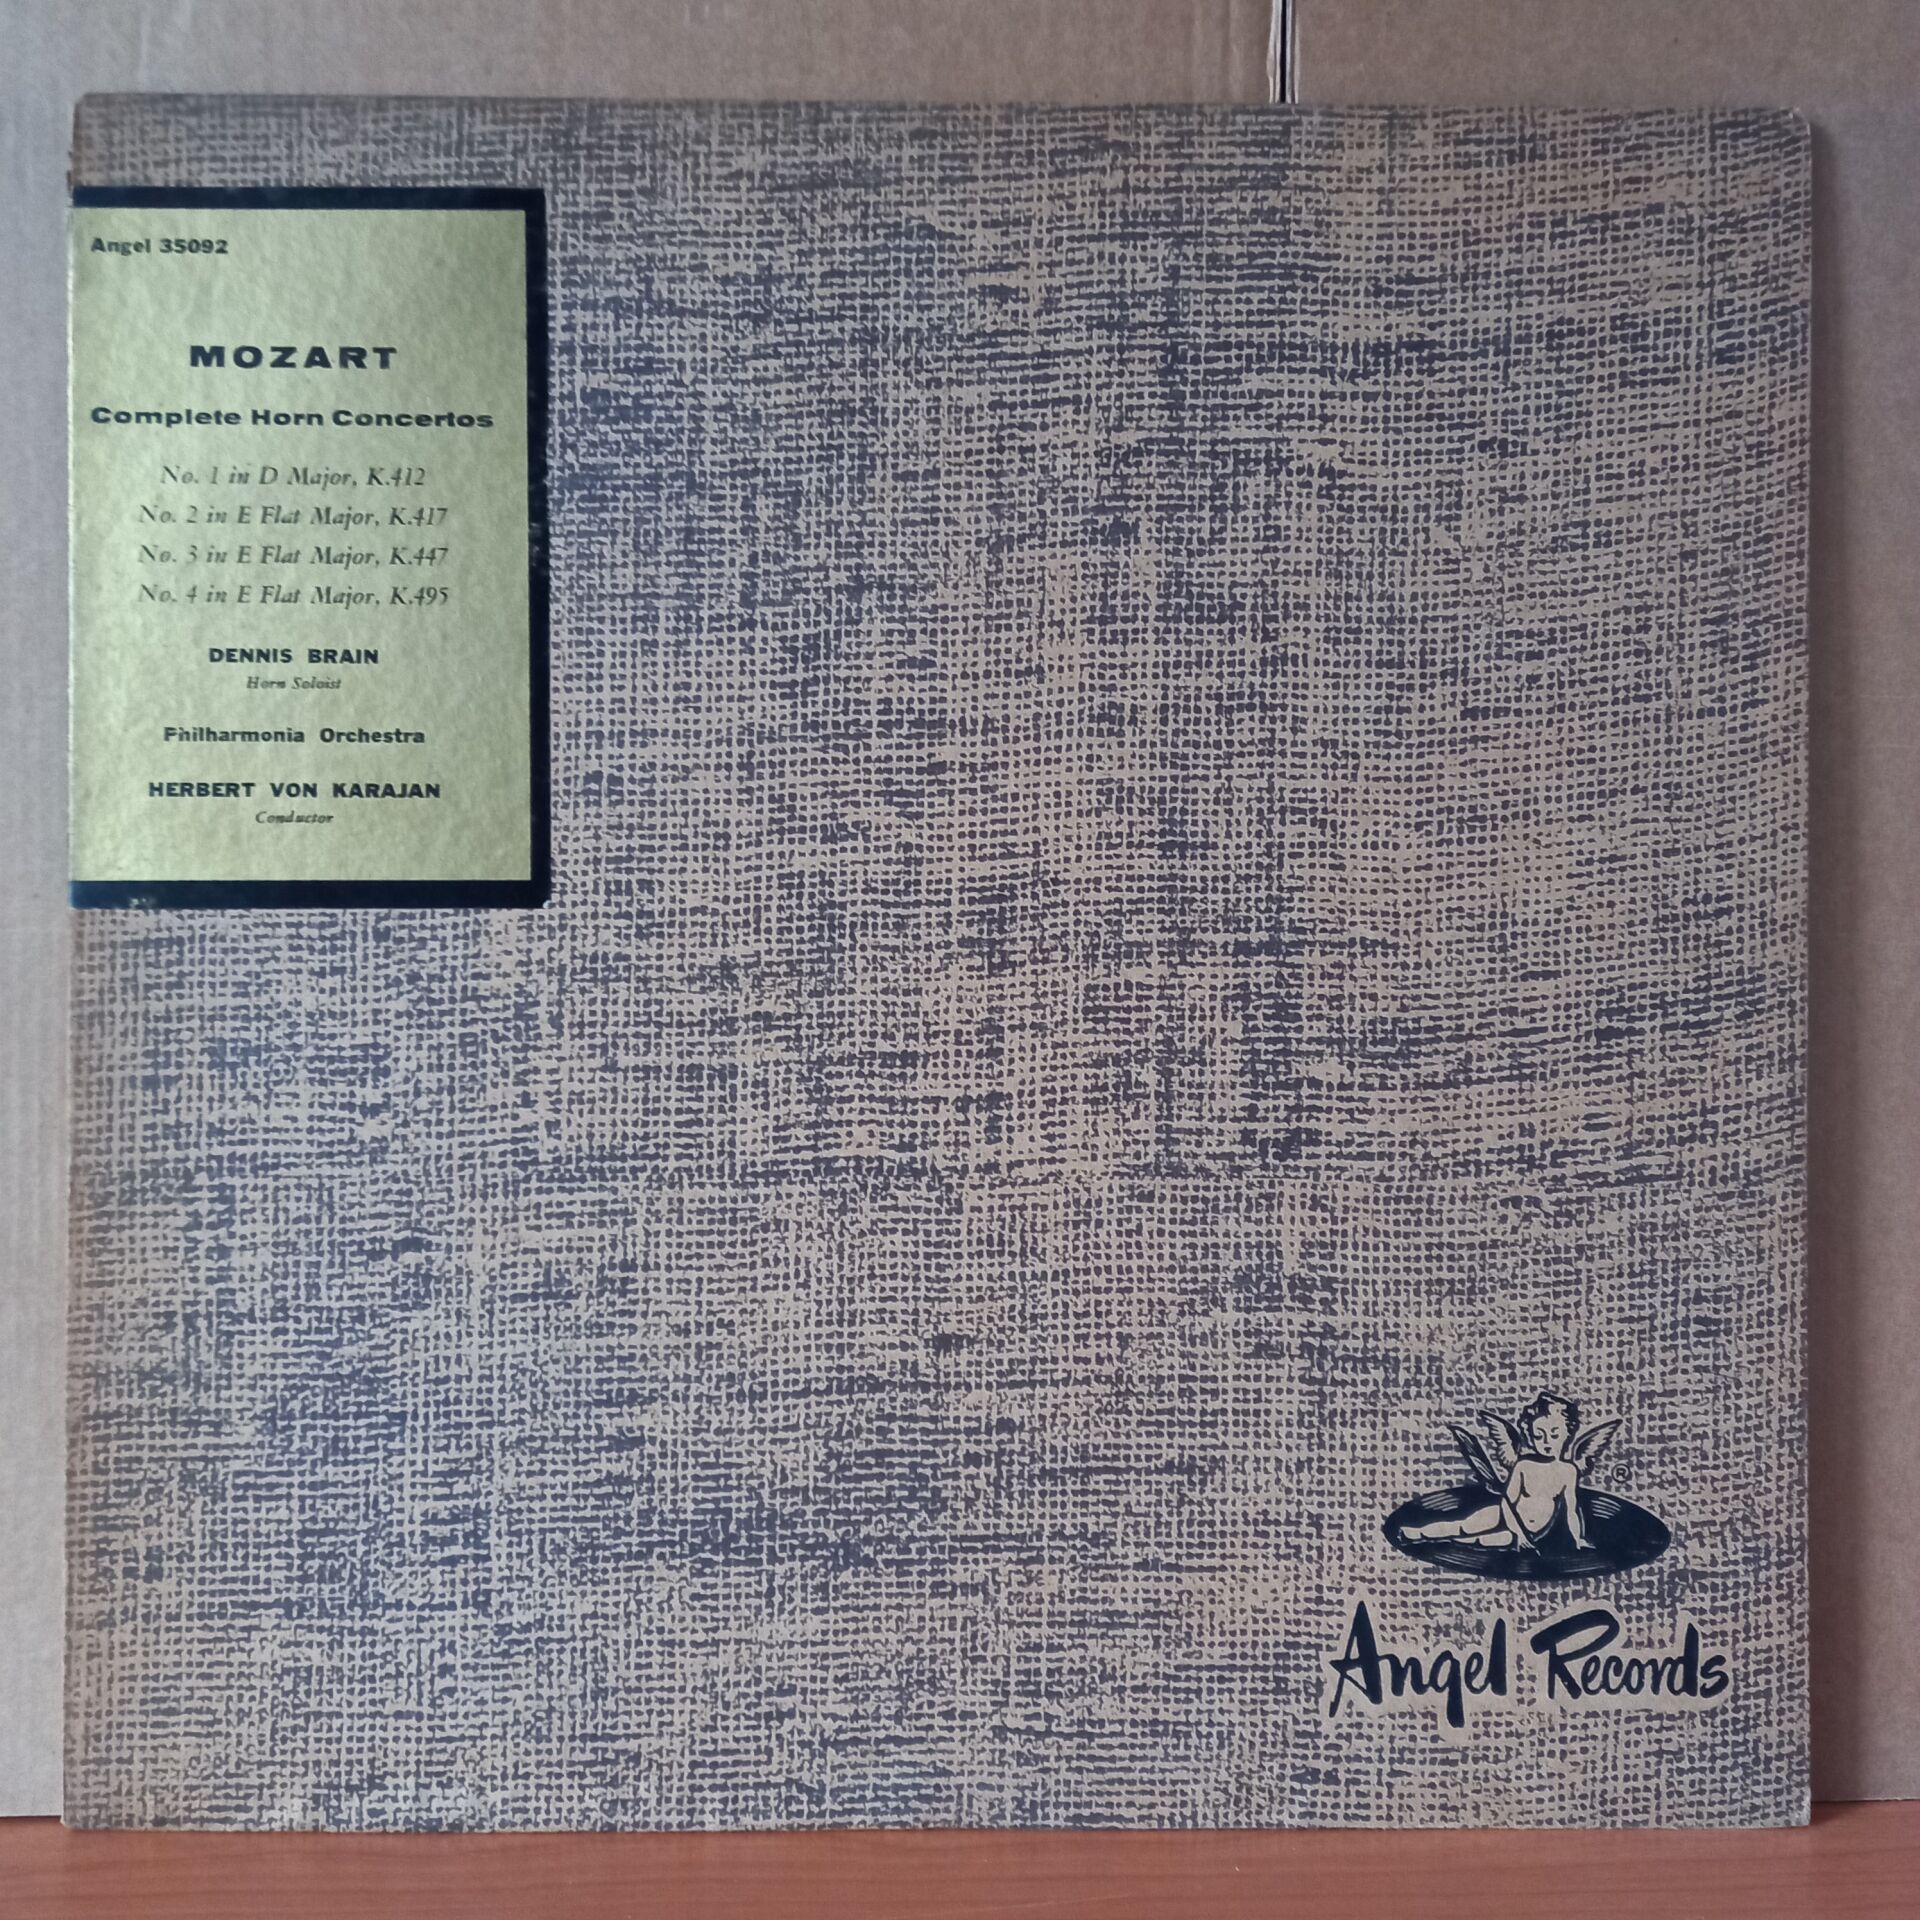 Angel 35092
MOZART
Complete Horn Concertos
No. 1 in D Major, K.412
No. 2 in E Flat Major, K.417
No. 3 in E Flat Major, K.447
No. 4 in E Flat Major, K.495
DENNIS BRAIN
Horn Soloist
Philharmonia Orchestra
HERBERT VON KARAJAN
Conductor
®
Angel Records